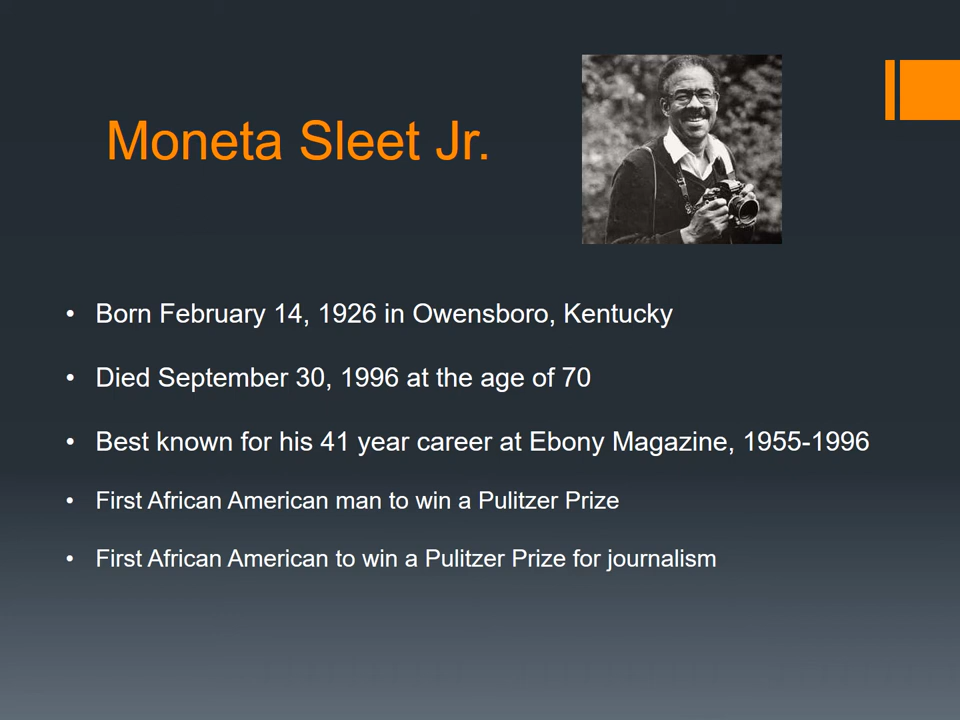 Moneta Sleet Jr.
• Born February 14, 1926 in Owensboro, Kentucky
• Died September 30, 1996 at the age of 70
• Best known for his 41 year career at Ebony Magazine, 1955-1996
• First African American man to win a Pulitzer Prize
• First African American to win a Pulitzer Prize for journalism